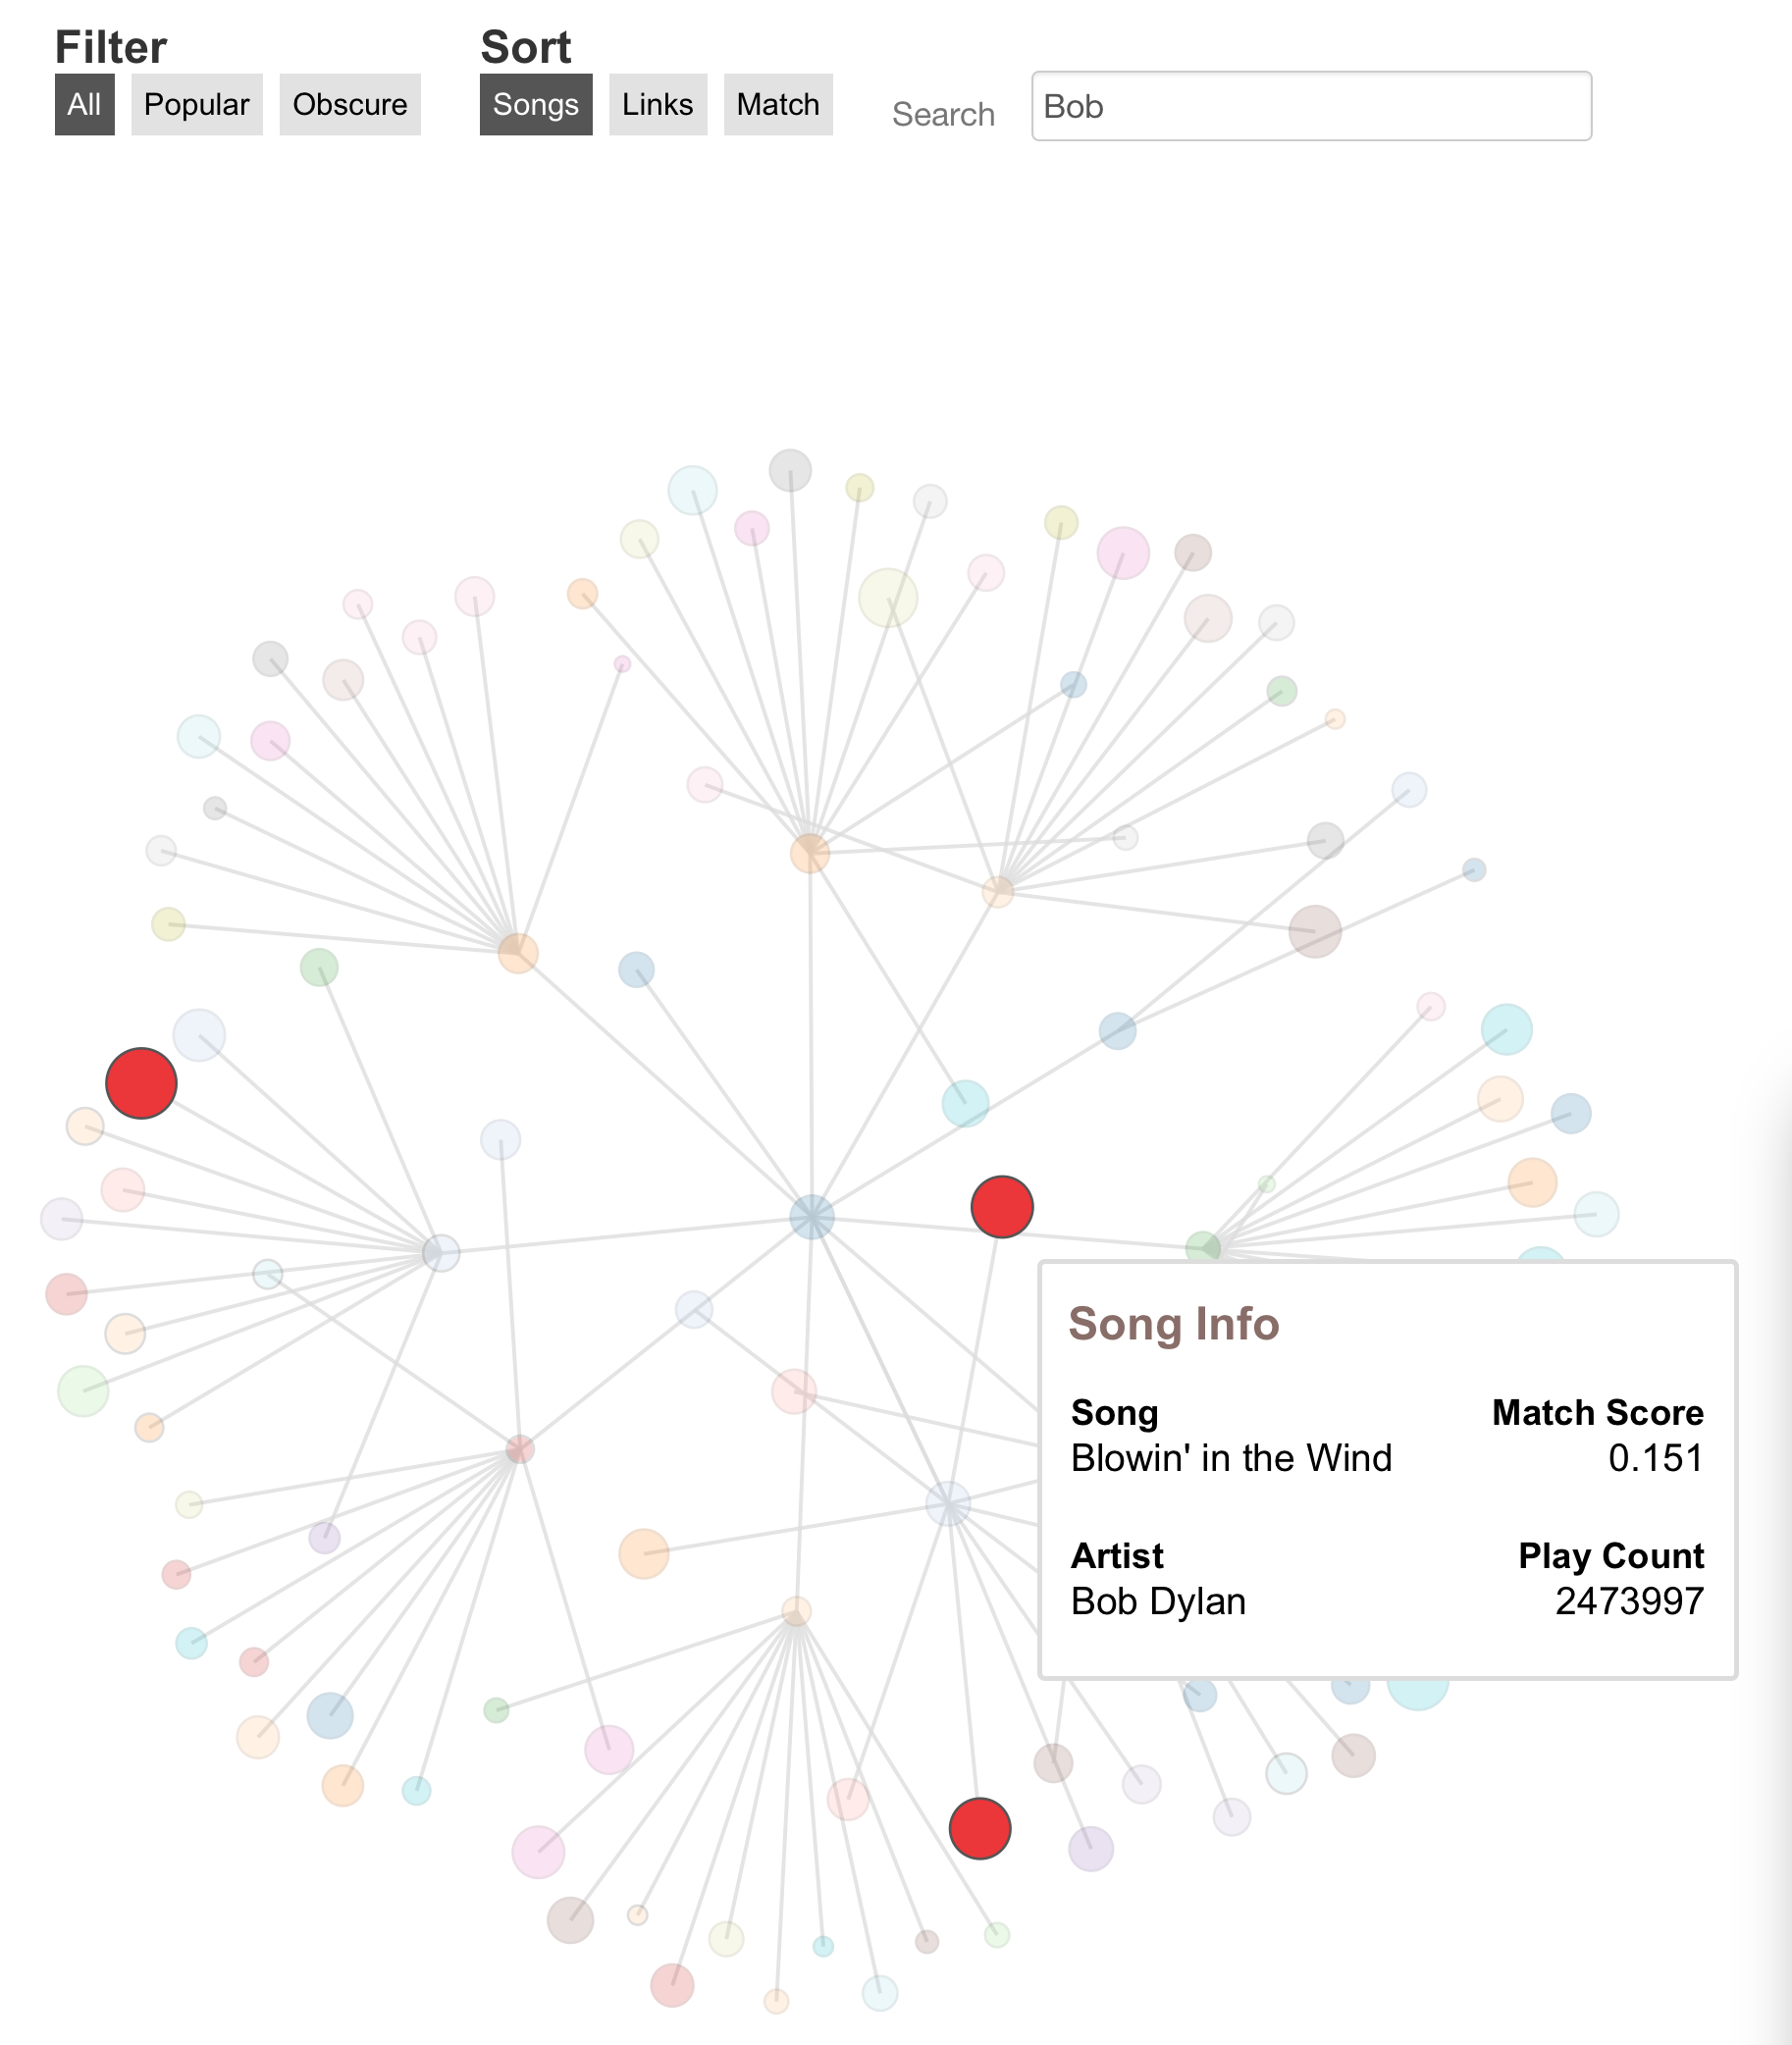 Filter
Sort
All Popular Obscure Songs Links Match Search Bob
Song Info
Song Match Score
Blowin' in the Wind 0.151
Artist Play Count
Bob Dylan 2473997